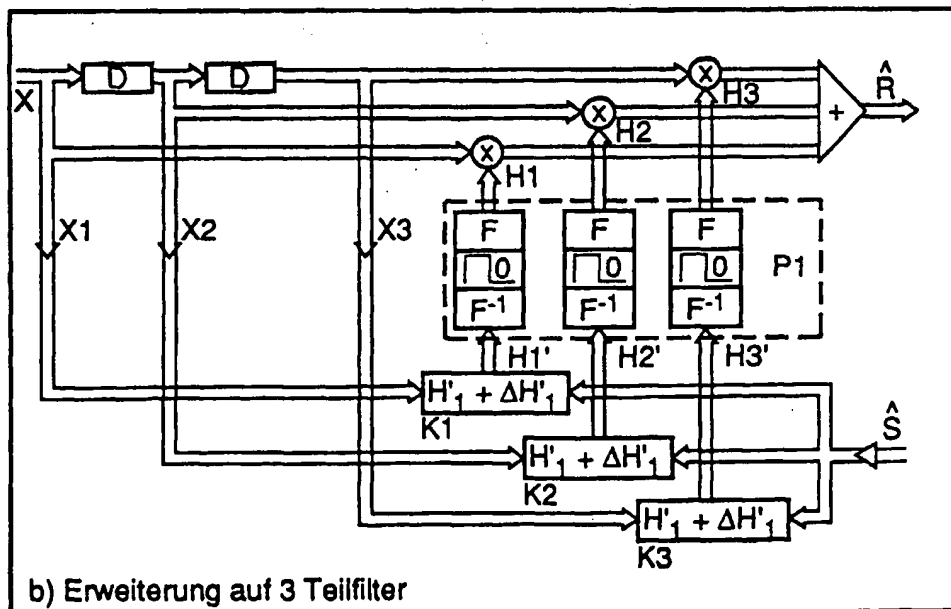 X
D
D
x
H3
R̂
x
H2
+
x
H1
X1
X2
X3
F
0
F⁻¹
F
0
F⁻¹
F
0
F⁻¹
P1
H1'
H2'
H3'
H'₁ + ΔH'₁
K1
Ŝ
H'₁ + ΔH'₁
K2
H'₁ + ΔH'₁
K3
b) Erweiterung auf 3 Teilfilter